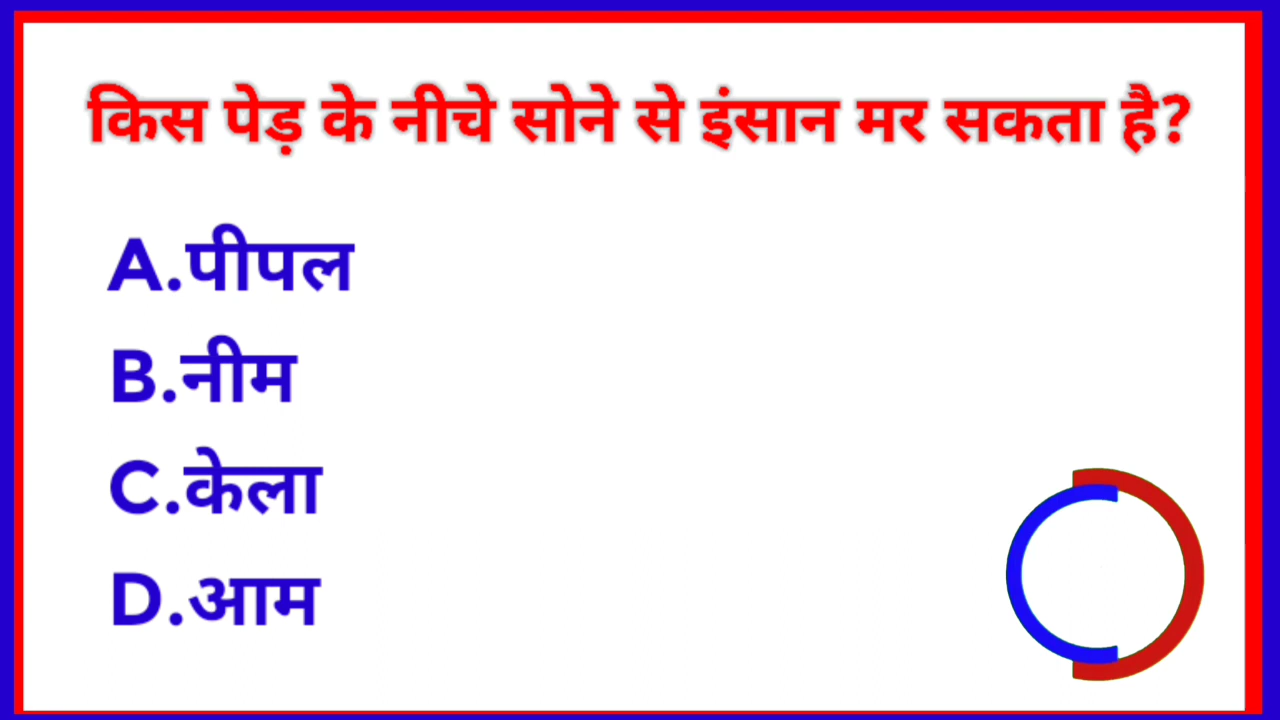 किस पेड़ के नीचे सोने से इंसान मर सकता है?
A.पीपल
B.नीम
C.केला
D.आम